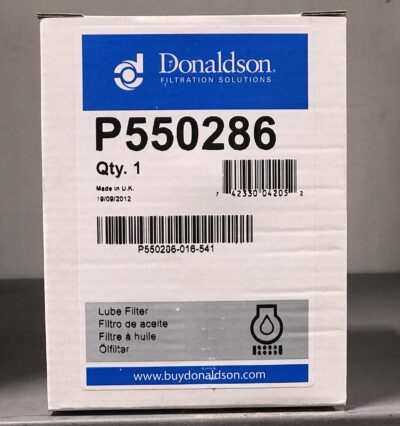 Donaldson.
FILTRATION SOLUTIONS
P550286
Qty. 1
Made in U.K.
19/09/2012
7 42330 04205 2
P550286-016-541
Lube Filter
Filtro de aceite
Filtre à huile
Ölfilter
www.buydonaldson.com